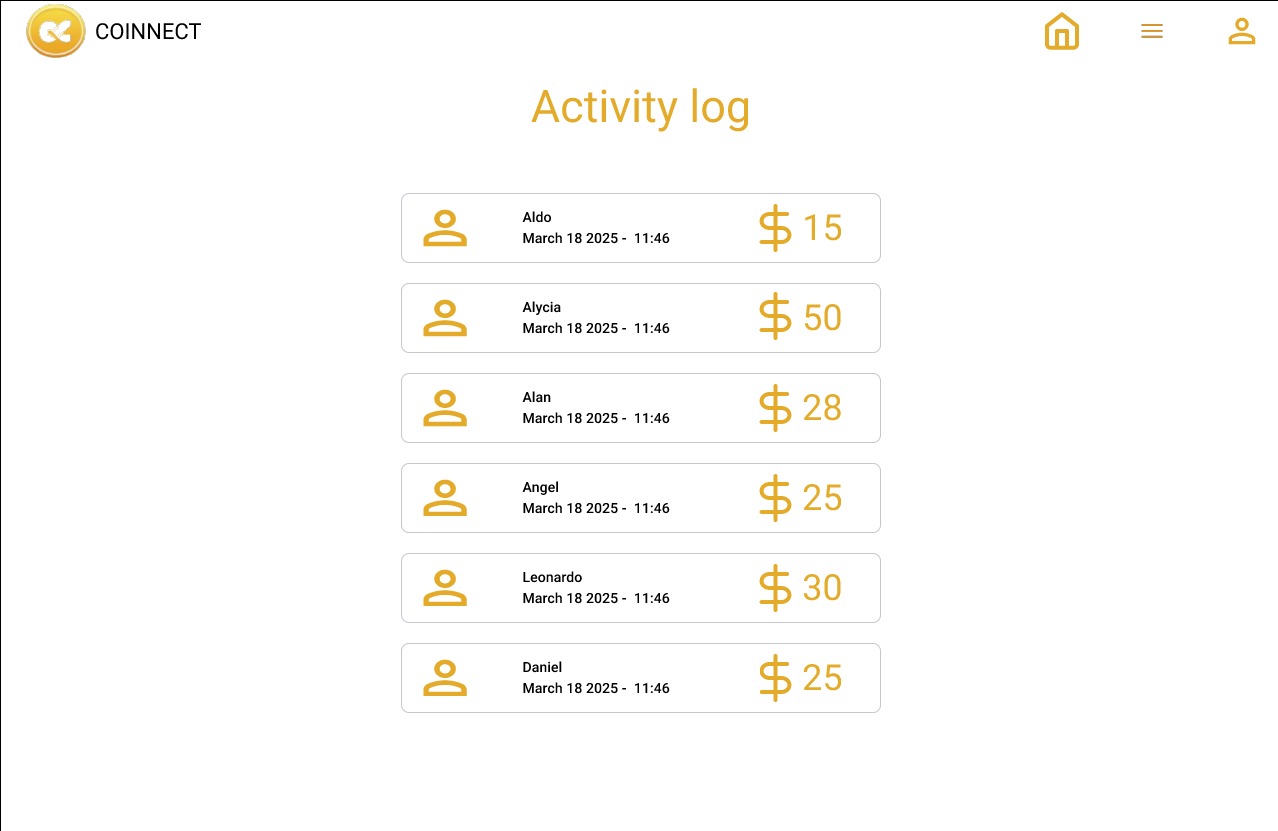 COINNECT
Activity log
Aldo
March 18 2025 - 11:46
$ 15
Alycia
March 18 2025 - 11:46
$ 50
Alan
March 18 2025 - 11:46
$ 28
Angel
March 18 2025 - 11:46
$ 25
Leonardo
March 18 2025 - 11:46
$ 30
Daniel
March 18 2025 - 11:46
$ 25